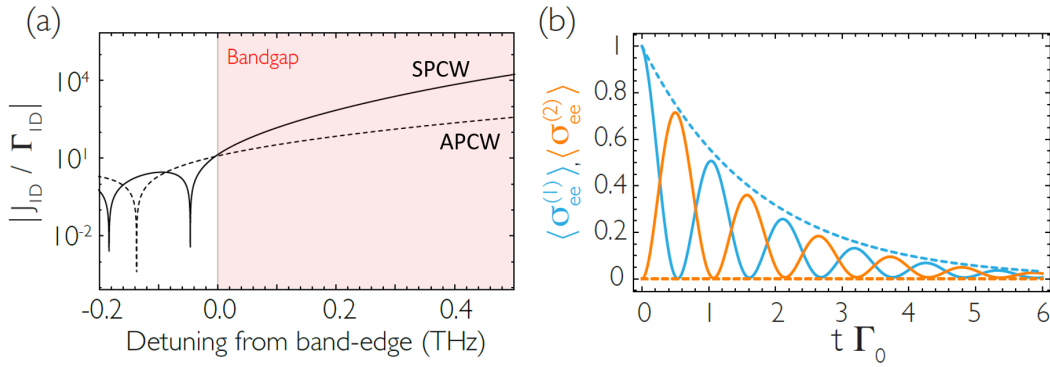 (a)
|J₁D / Γ₁D|
10⁴
10¹
10⁻²
Bandgap
SPCW
APCW
-0.2
0.0
0.2
0.4
Detuning from band-edge (THz)
(b)
⟨σₑₑ⁽¹⁾⟩,⟨σₑₑ⁽²⁾⟩
1
0.8
0.6
0.4
0.2
0
0 1 2 3 4 5 6
t Γ₀